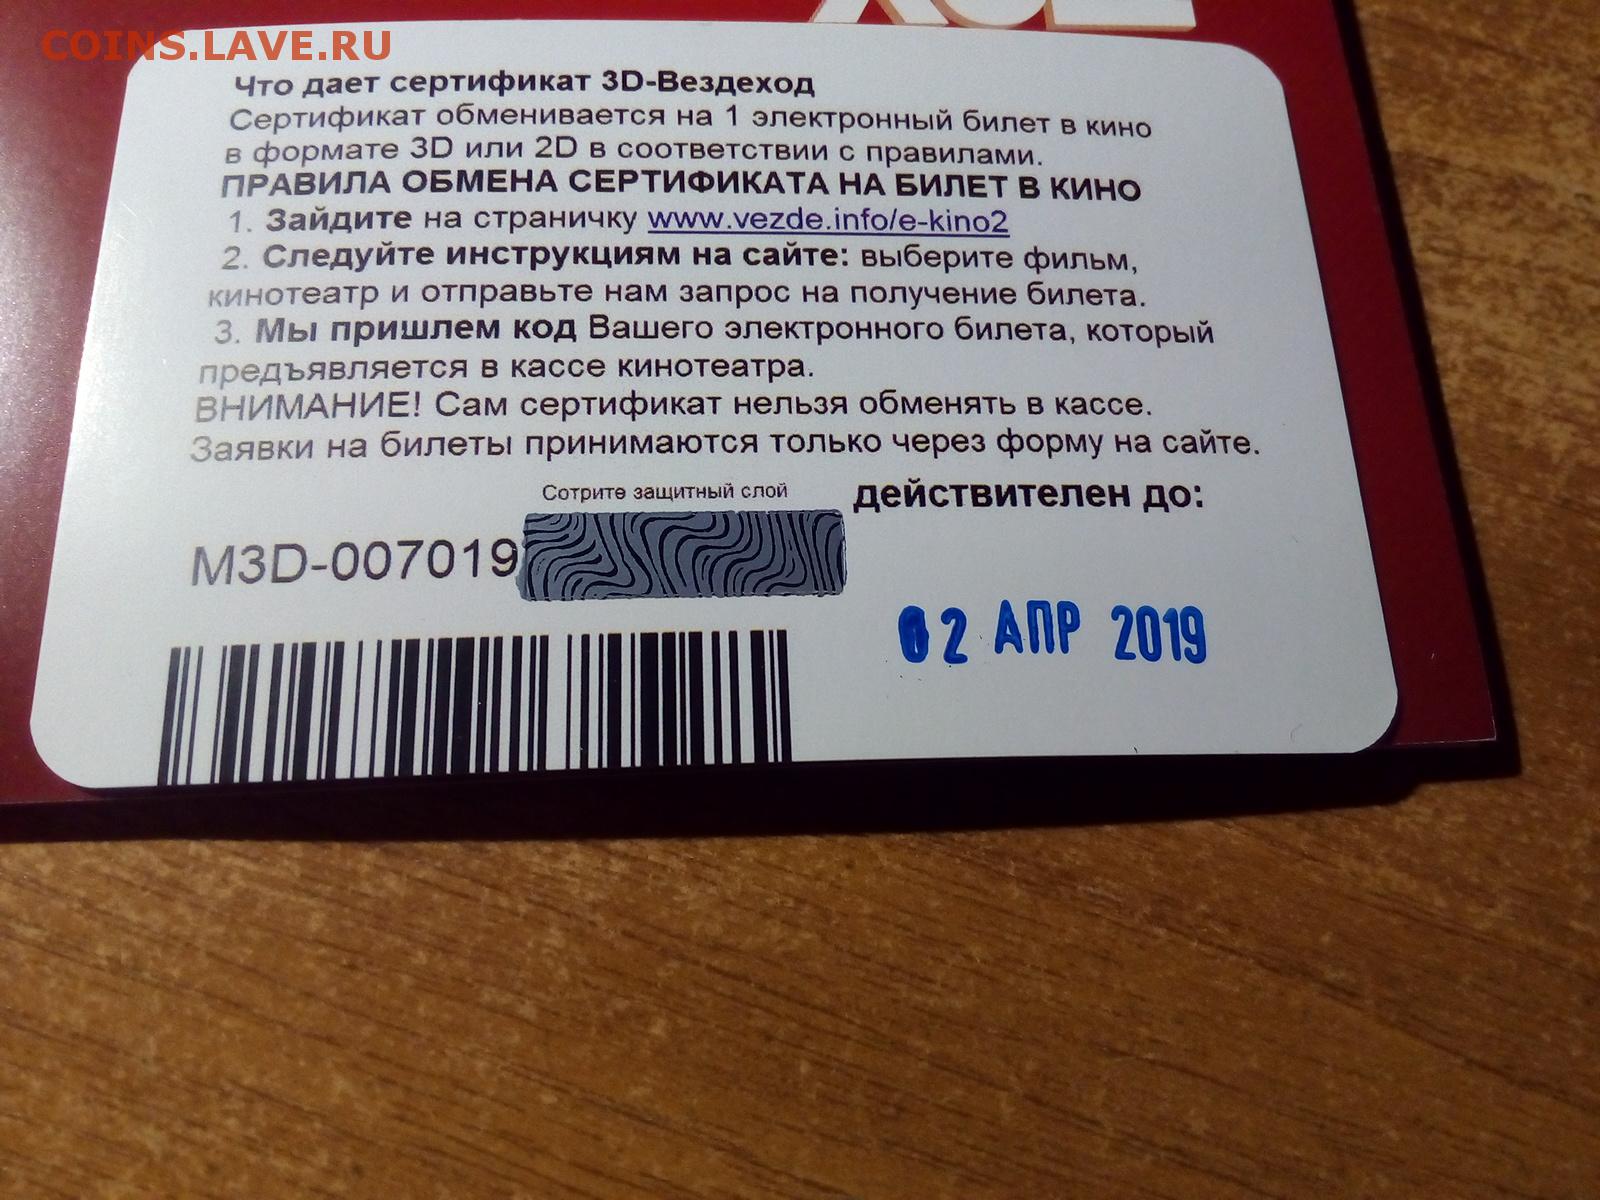 COINS.LAVE.RU
Что дает сертификат 3D-Вездеход
Сертификат обменивается на 1 электронный билет в кино
в формате 3D или 2D в соответствии с правилами.
ПРАВИЛА ОБМЕНА СЕРТИФИКАТА НА БИЛЕТ В КИНО
1. Зайдите на страничку www.vezde.info/e-kino2
2. Следуйте инструкциям на сайте: выберите фильм,
кинотеатр и отправьте нам запрос на получение билета.
3. Мы пришлем код Вашего электронного билета, который
предъявляется в кассе кинотеатра.
ВНИМАНИЕ! Сам сертификат нельзя обменять в кассе.
Заявки на билеты принимаются только через форму на сайте.
Сотрите защитный слой
действителен до:
M3D-007019
02 АПР 2019